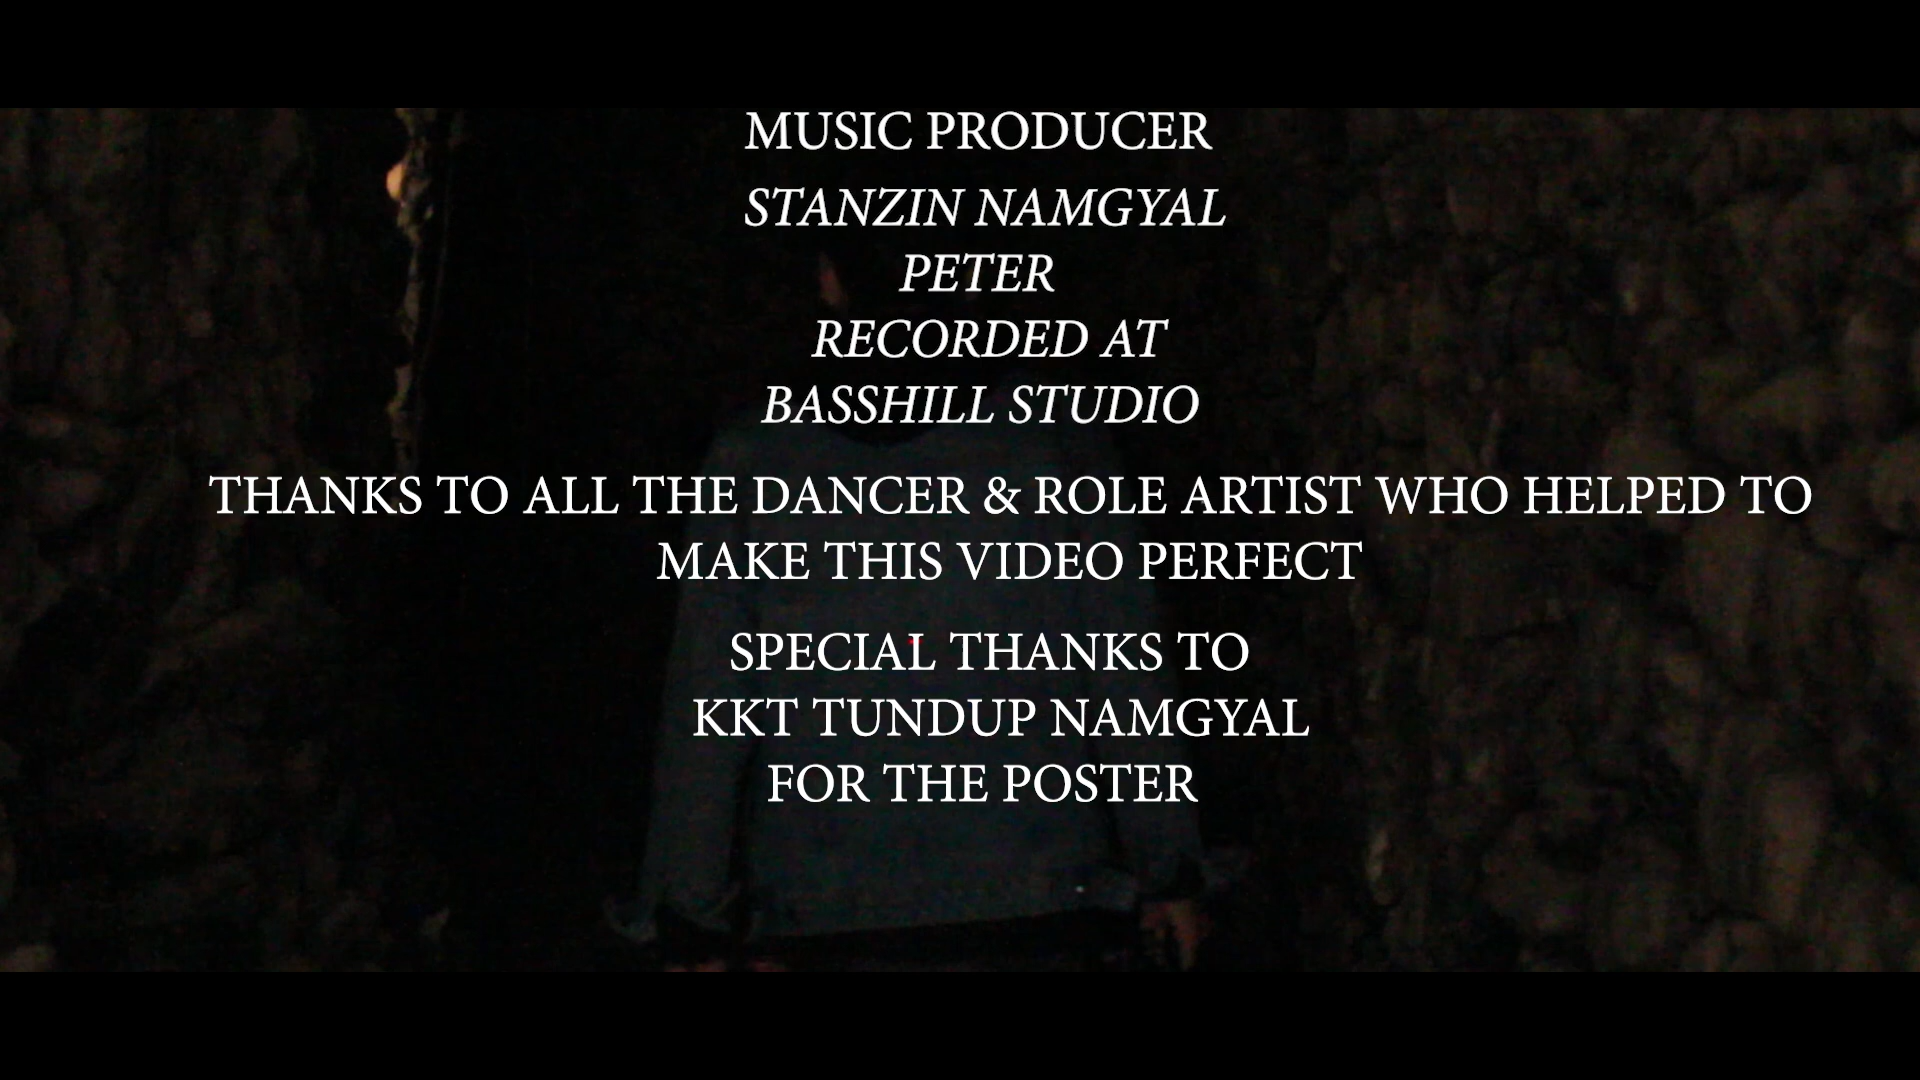 MUSIC PRODUCER
STANZIN NAMGYAL
PETER
RECORDED AT
BASSHILL STUDIO
THANKS TO ALL THE DANCER & ROLE ARTIST WHO HELPED TO
MAKE THIS VIDEO PERFECT
SPECIAL THANKS TO
KKT TUNDUP NAMGYAL
FOR THE POSTER